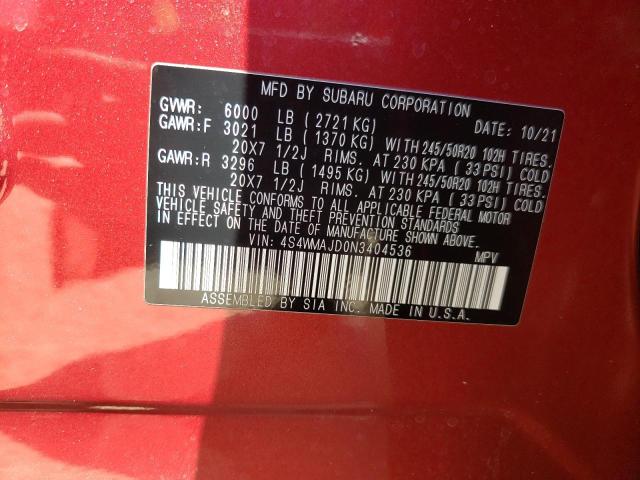 MFD BY SUBARU CORPORATION
GVWR: 6000 LB (2721 KG) DATE: 10/21
GAWR:F 3021 LB (1370 KG) WITH 245/50R20 102H TIRES.
20X7 1/2J RIMS. AT 230 KPA (33 PSI) COLD
GAWR:R 3296 LB (1495 KG) WITH 245/50R20 102H TIRES.
20X7 1/2J RIMS. AT 230 KPA (33 PSI) COLD
THIS VEHICLE CONFORMS TO ALL APPLICABLE FEDERAL MOTOR
VEHICLE SAFETY AND THEFT PREVENTION STANDARDS
IN EFFECT ON THE DATE OF MANUFACTURE SHOWN ABOVE.
VIN: 4S4WMAJD0N3404536 MPV
ASSEMBLED BY SIA INC. MADE IN U.S.A.